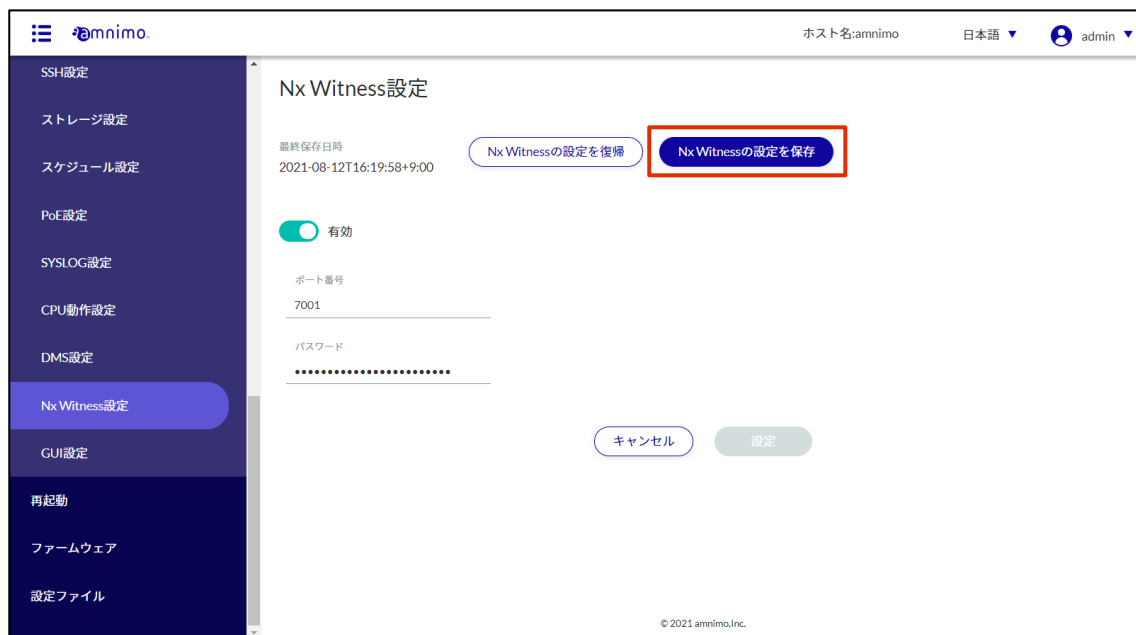 amnimo.
ホスト名:amnimo
日本語 ▼
admin ▼
SSH設定
ストレージ設定
スケジュール設定
PoE設定
SYSLOG設定
CPU動作設定
DMS設定
Nx Witness設定
GUI設定
再起動
ファームウェア
設定ファイル
Nx Witness設定
最終保存日時
2021-08-12T16:19:58+9:00
Nx Witnessの設定を復帰
Nx Witnessの設定を保存
有効
ポート番号
7001
パスワード
••••••••••••••••••••••••
キャンセル
設定
© 2021 amnimo,Inc.